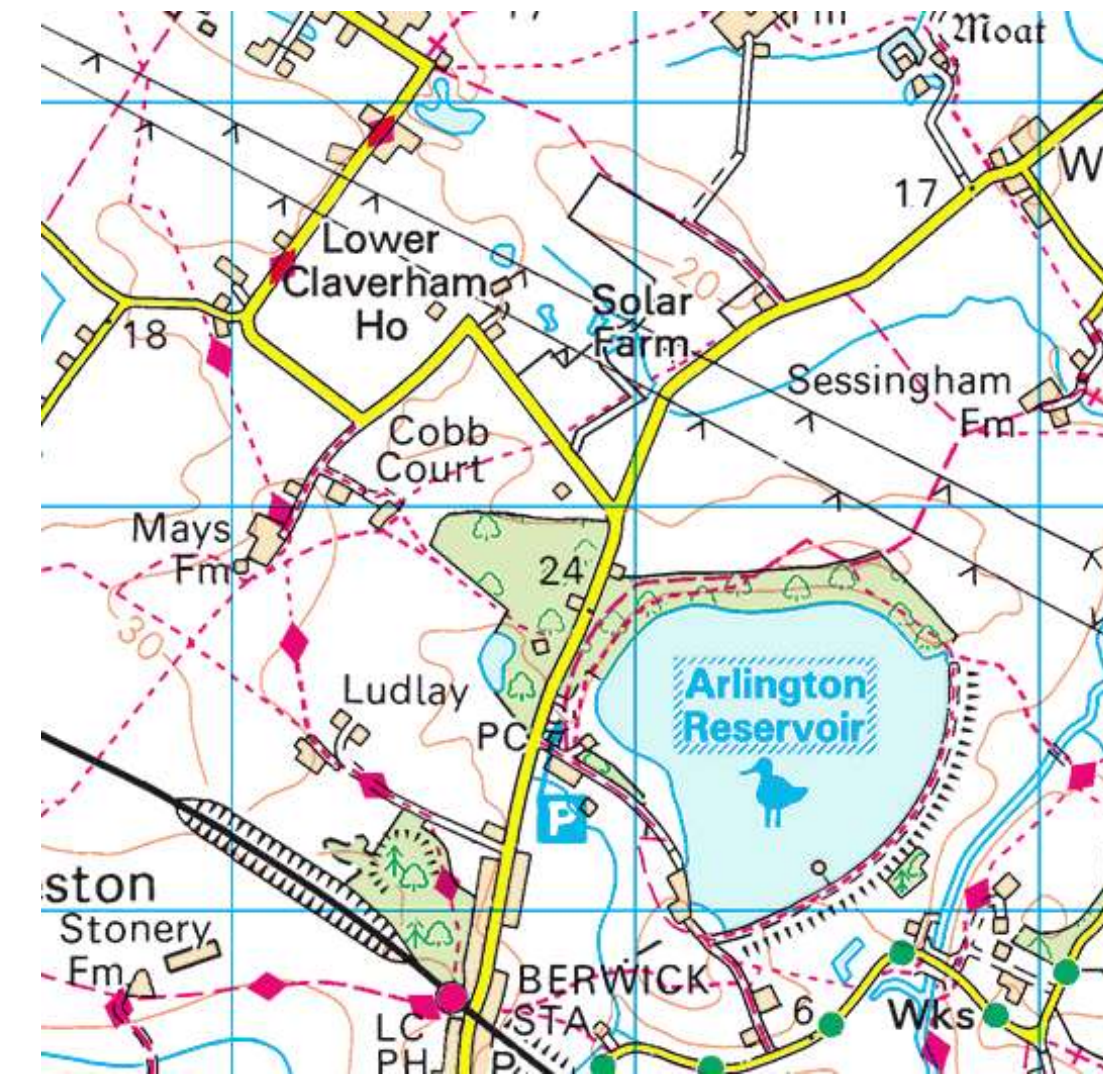 Moat
17
Lower
Claverham
Ho
18
20
Solar
Farm
Sessingham
Fm
Cobb
Court
Mays
Fm
24
30
Arlington
Reservoir
Ludlay
PC
P
ston
Stonery
Fm
BERWICK
STA
LC
PH
P
6
Wks
W